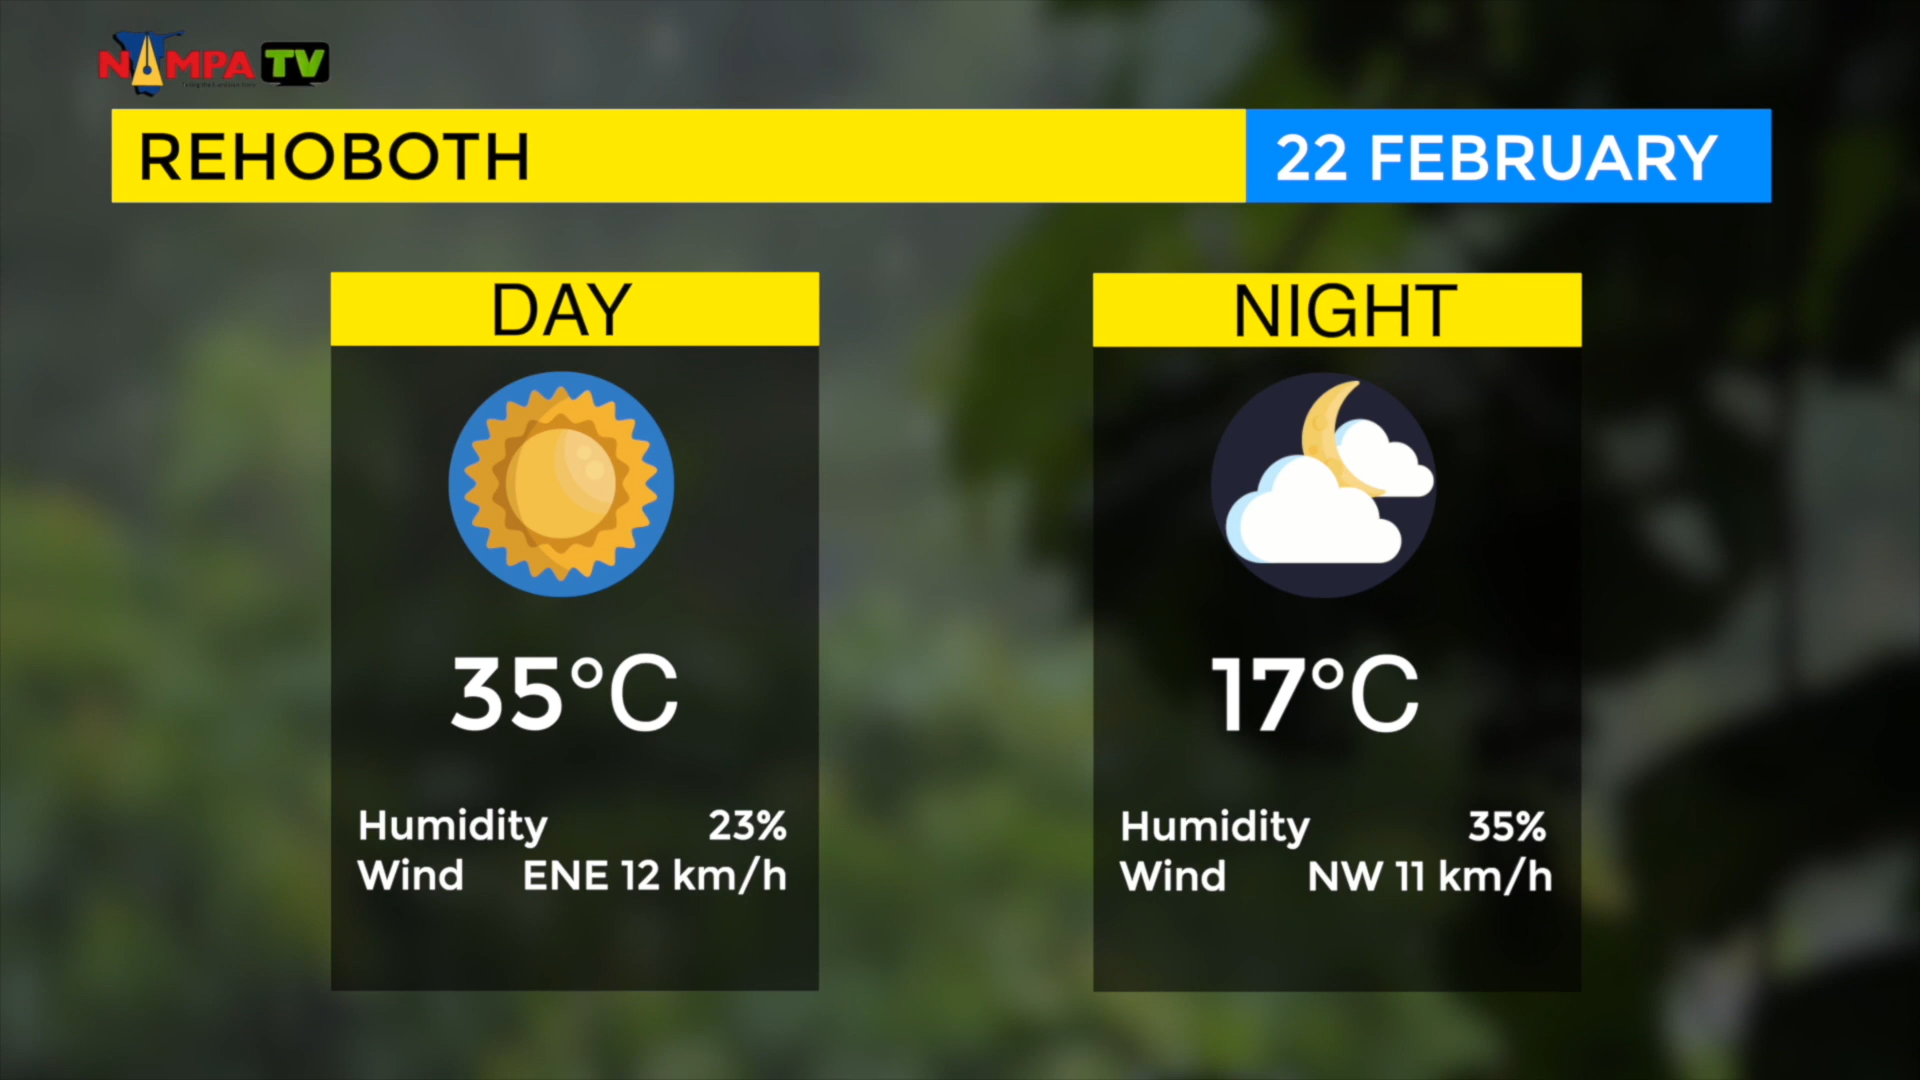 NAMPA TV
REHOBOTH
22 FEBRUARY
DAY
35°C
Humidity 23%
Wind ENE 12 km/h
NIGHT
17°C
Humidity 35%
Wind NW 11 km/h